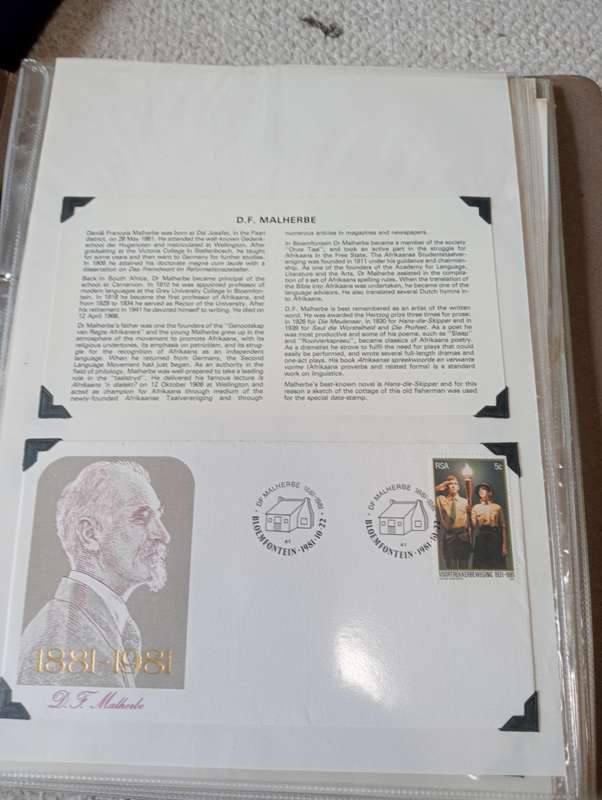 D.F. MALHERBE
Daniël Francois Malherbe was born at Dal Josafat, in the Paarl
district, on 28 May 1881. He attended the well-known Gedenk-
school der Hugenoten and matriculated at Wellington. After
graduating at the Victoria College in Stellenbosch, he taught
for some years and then went to Germany for further studies.
In 1906 he attained his doctorate magna cum laude with a
dissertation on Das Fremdwort im Reformationszeitalter.
Back in South Africa, Dr Malherbe became principal of the
school at Carnarvon. In 1910 he was appointed professor of
modern languages at the Grey University College in Bloemfon-
tein. In 1918 he became the first professor of Afrikaans, and
from 1929 to 1934 he served as Rector of the University. After
his retirement in 1941 he devoted himself to writing. He died on
12 April 1969.
Dr Malherbe's father was one the founders of the "Genootskap
van Regte Afrikaners" and the young Malherbe grew up in the
atmosphere of the movement to promote Afrikaans, with its
religious undertones, its emphasis on patriotism, and its strug-
gle for the recognition of Afrikaans as an independent
language. When he returned from Germany, the Second
Language Movement had just begun. As an authority in the
field of philology, Malherbe was well-prepared to take a leading
role in the "taalstryd". He delivered his famous lecture Is
Afrikaans 'n dialekt? on 12 October 1906 at Wellington and
acted as champion for Afrikaans through medium of the
newly-founded Afrikaanse Taalvereniging and through
numerous articles in magazines and newspapers.
In Bloemfontein Dr Malherbe became a member of the society
"Onze Taal", and took an active part in the struggle for
Afrikaans in the Free State. The Afrikaanse Studentetaalver-
eniging was founded in 1911 under his guidance and chairman-
ship. As one of the founders of the Academy for Language,
Literature and the Arts, Dr Malherbe assisted in the compila-
tion of a set of Afrikaans spelling rules. When the translation of
the Bible into Afrikaans was undertaken, he became one of the
language advisors. He also translated several Dutch hymns in-
to Afrikaans.
D.F. Malherbe is best remembered as an artist of the written
word. He was awarded the Hertzog prize three times for prose:
in 1926 for Die Meulenaar, in 1930 for Hans-die-Skipper and in
1939 for Saul die Worstelheld and Die Profeet. As a poet he
was most productive and some of his poems, such as "Slaap"
and "Rooivlerkspreeu", became classics of Afrikaans poetry.
As a dramatist he strove to fulfil the need for plays that could
easily be performed, and wrote several full-length dramas and
one-act plays. His book Afrikaanse spreekwoorde en verwante
vorme (Afrikaans proverbs and related forms) is a standard
work on linguistics.
Malherbe's best-known novel is Hans-die-Skipper and for this
reason a sketch of the cottage of this old fisherman was used
for the special date-stamp.
1881-1981
D.F. Malherbe
DF MALHERBE 1881-1981
41
BLOEMFONTEIN · 1981·10·22
DF MALHERBE 1881-1981
41
BLOEMFONTEIN · 1981·10·22
RSA 5c
VOORTREKKERBEWEGING 1931-1981